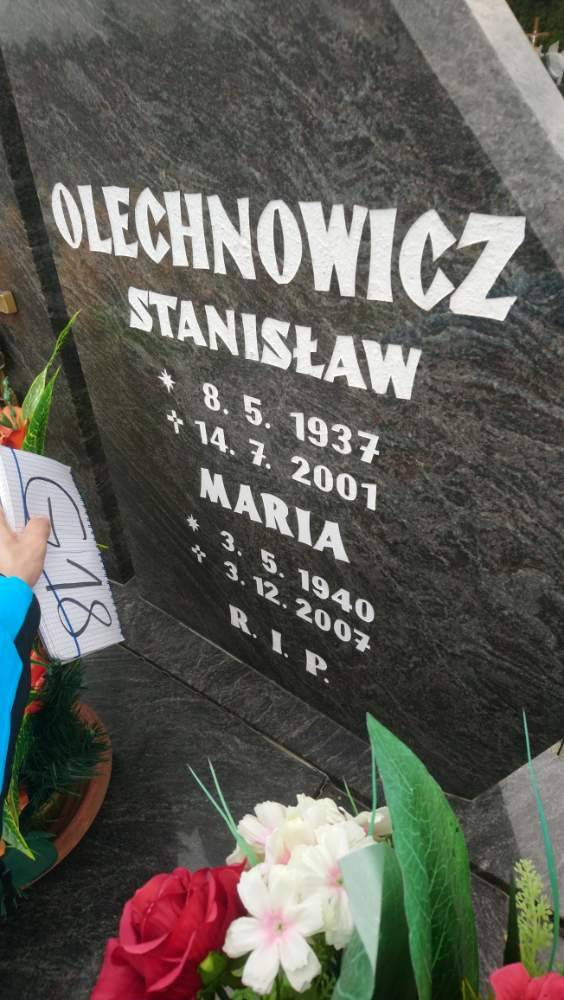 OLECHNOWICZ
STANISŁAW
* 8. 5. 1937
✝ 14. 7. 2001
MARIA
* 3. 5. 1940
✝ 3. 12. 2007
R. I. P.
G18